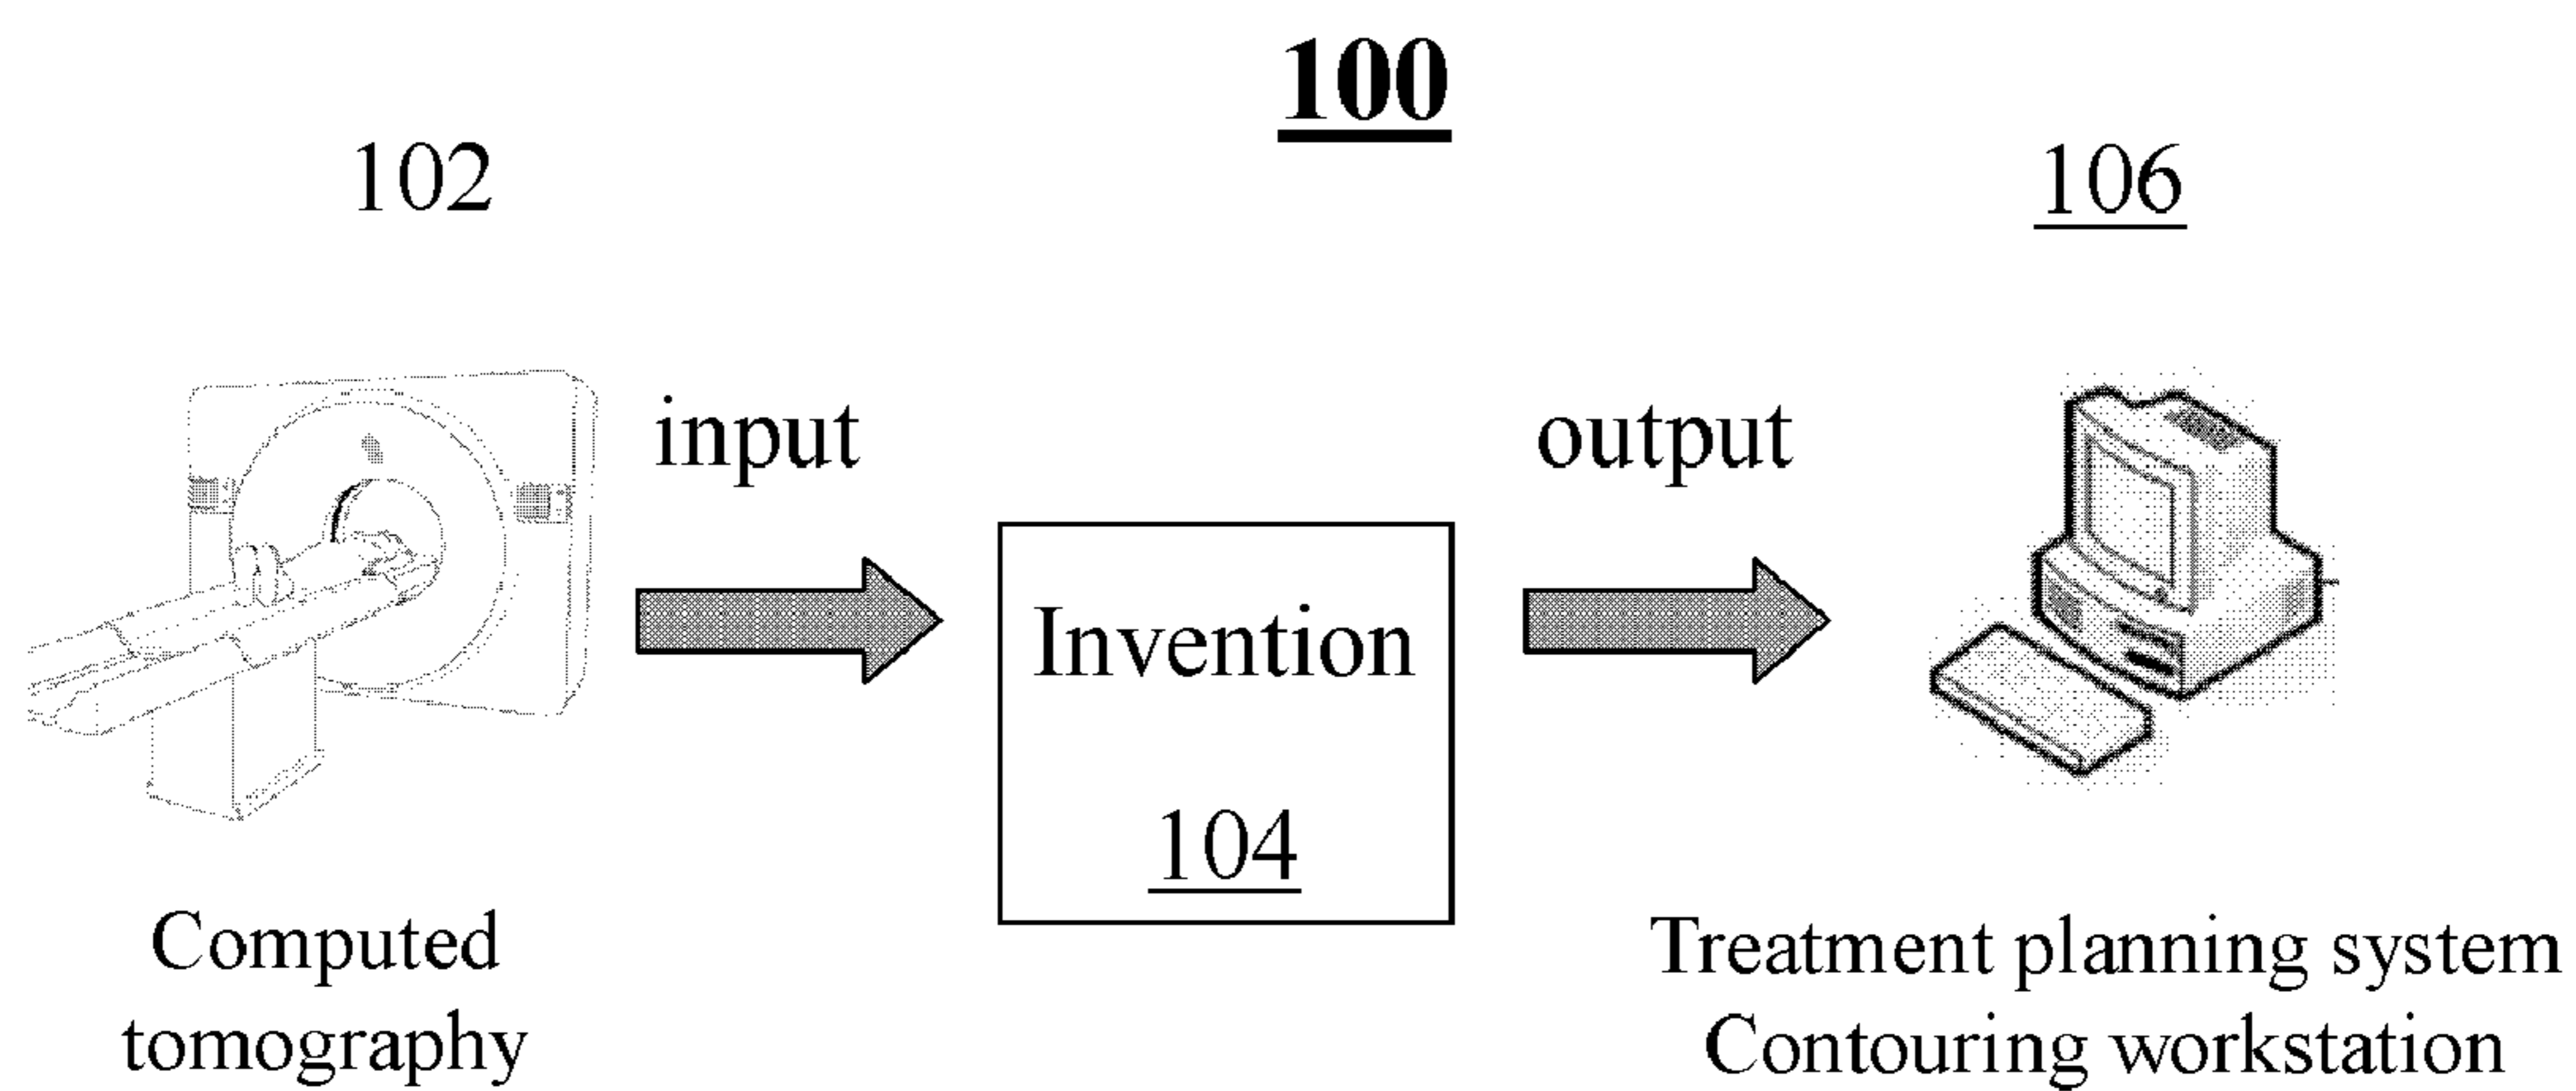 100
102
106
input
output
Invention
104
Computed
tomography
Treatment planning system
Contouring workstation